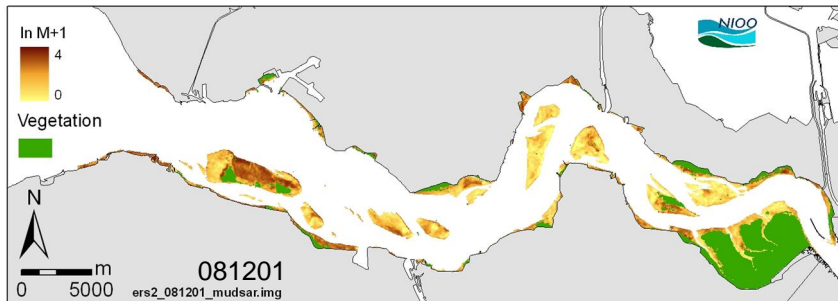 ln M+1
4
0
Vegetation
NIOO
N
m
0 5000
081201
ers2_081201_mudsar.img